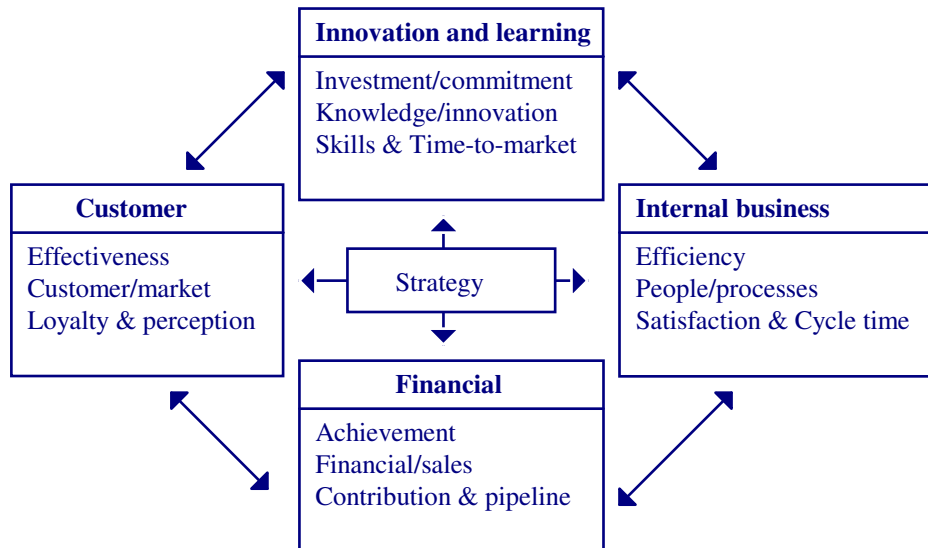 Innovation and learning
Investment/commitment
Knowledge/innovation
Skills & Time-to-market
Customer
Effectiveness
Customer/market
Loyalty & perception
Strategy
Internal business
Efficiency
People/processes
Satisfaction & Cycle time
Financial
Achievement
Financial/sales
Contribution & pipeline